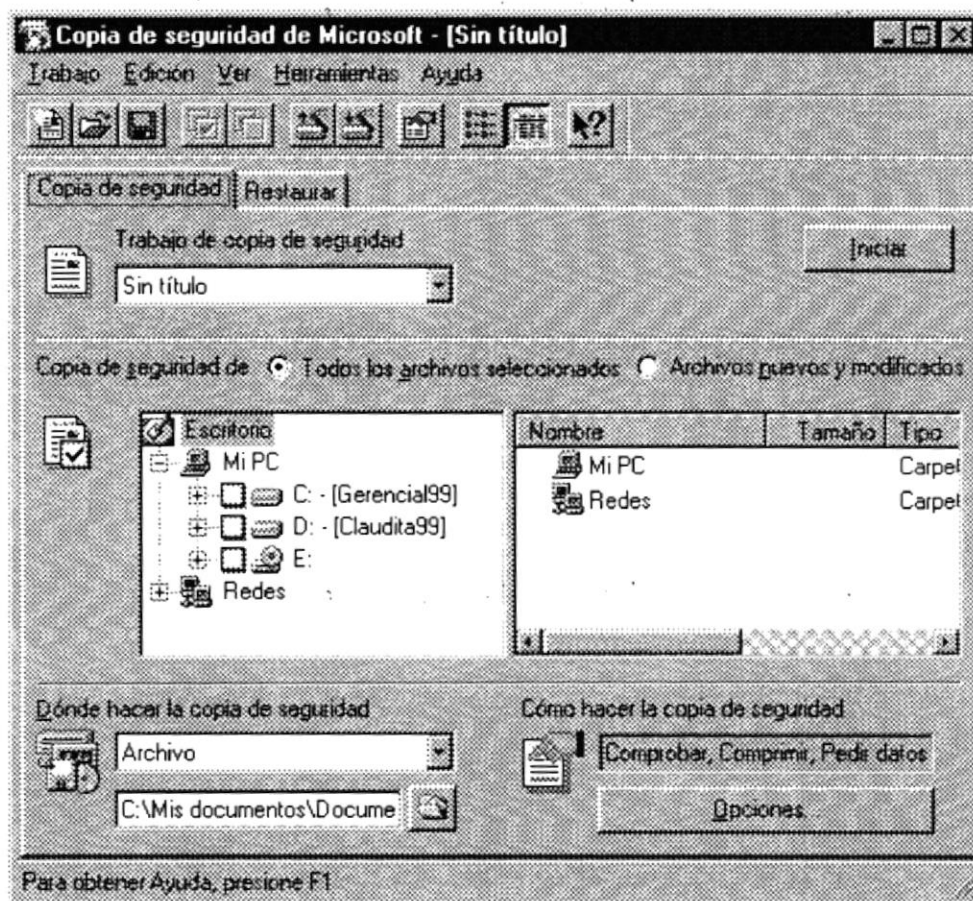 Copia de seguridad de Microsoft - [Sin título]
Trabajo Edición Ver Herramientas Ayuda
Copia de seguridad Restaurar
Trabajo de copia de seguridad
Iniciar
Sin título
Copia de seguridad de Todos los archivos seleccionados Archivos nuevos y modificados
Escritorio
Mi PC
C: - [Gerencial99]
D: - [Claudita99]
E:
Redes
Nombre Tamaño Tipo
Mi PC Carpet
Redes Carpet
Dónde hacer la copia de seguridad
Archivo
C:\Mis documentos\Docume
Cómo hacer la copia de seguridad
Comprobar, Comprimir, Pedir datos
Opciones...
Para obtener Ayuda, presione F1